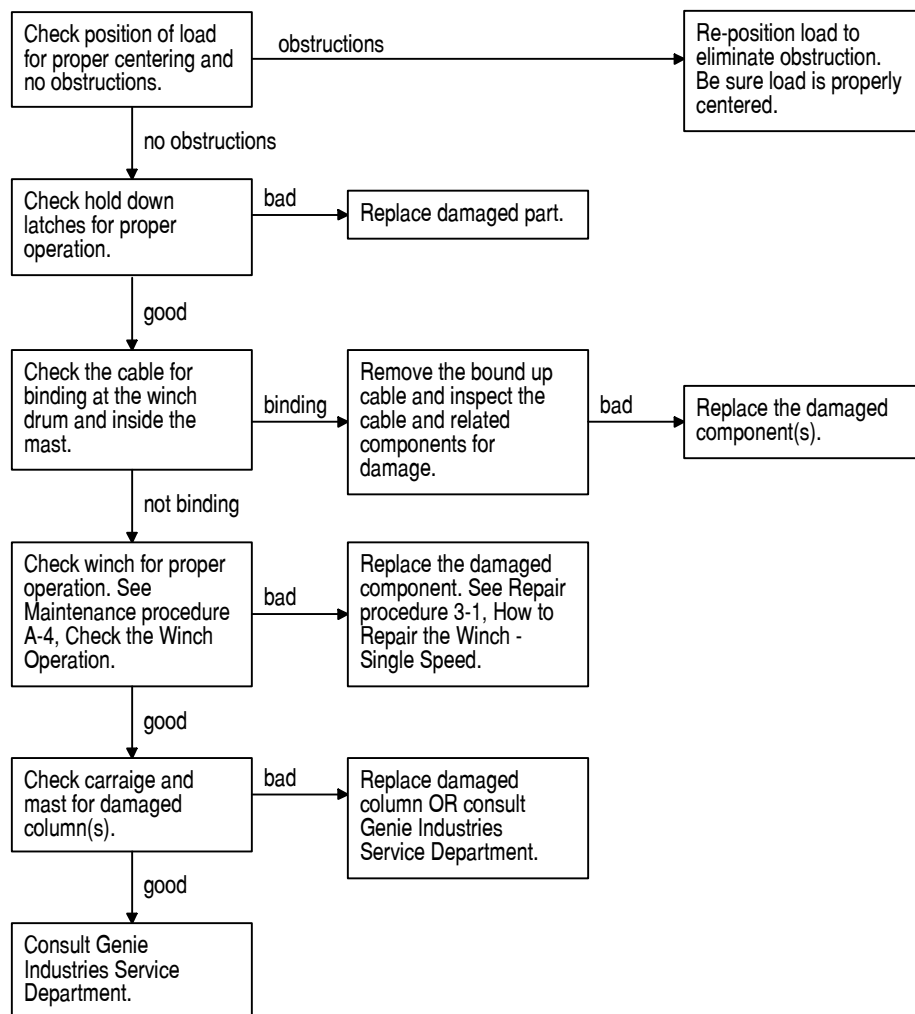 Check position of load
for proper centering and
no obstructions.
obstructions
Re-position load to
eliminate obstruction.
Be sure load is properly
centered.
no obstructions
Check hold down
latches for proper
operation.
bad
Replace damaged part.
good
Check the cable for
binding at the winch
drum and inside the
mast.
binding
Remove the bound up
cable and inspect the
cable and related
components for
damage.
bad
Replace the damaged
component(s).
not binding
Check winch for proper
operation. See
Maintenance procedure
A-4, Check the Winch
Operation.
bad
Replace the damaged
component. See Repair
procedure 3-1, How to
Repair the Winch -
Single Speed.
good
Check carraige and
mast for damaged
column(s).
bad
Replace damaged
column OR consult
Genie Industries
Service Department.
good
Consult Genie
Industries Service
Department.